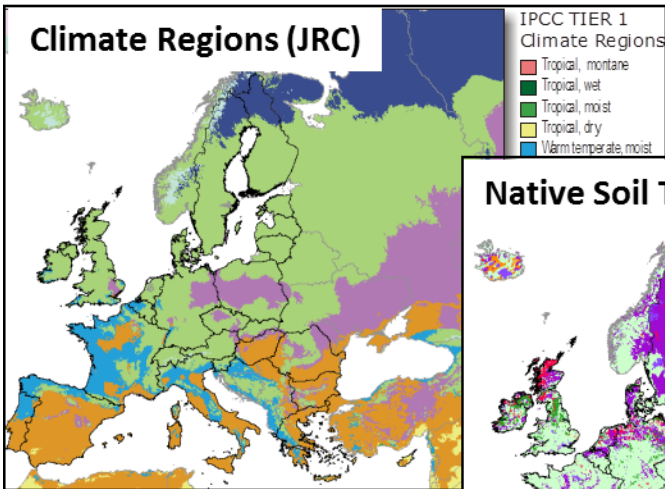 Climate Regions (JRC)
IPCC TIER 1
Climate Regions
Tropical, montane
Tropical, wet
Tropical, moist
Tropical, dry
Warm temperate, moist
Native Soil T